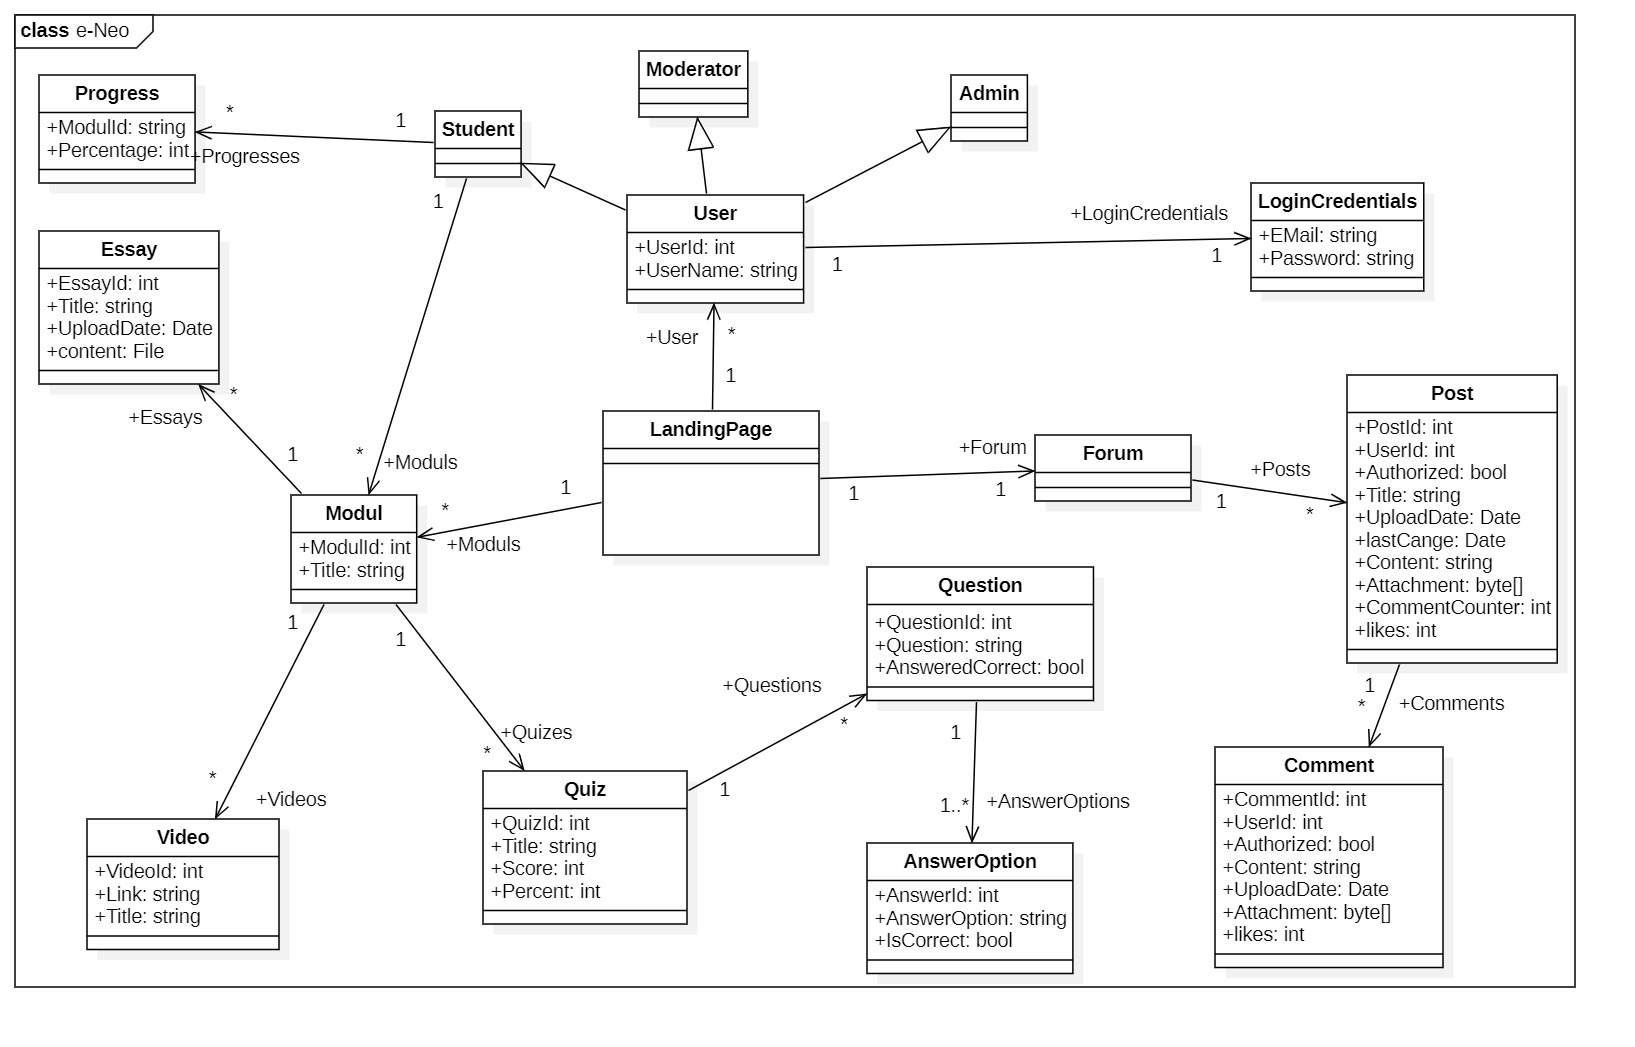 class e-Neo
Moderator
Progress
+ModulId: string
+Percentage: int
*
1
+Progresses
Student
Admin
User
+UserId: int
+UserName: string
LoginCredentials
+EMail: string
+Password: string
+LoginCredentials
1
1
1
Essay
+EssayId: int
+Title: string
+UploadDate: Date
+content: File
*
+Essays
1
+User
*
1
*
+Moduls
LandingPage
+Forum
1
1
Forum
+Posts
1
*
Post
+PostId: int
+UserId: int
+Authorized: bool
+Title: string
+UploadDate: Date
+lastCange: Date
+Content: string
+Attachment: byte[]
+CommentCounter: int
+likes: int
1
*
+Moduls
Modul
+ModulId: int
+Title: string
1
1
Question
+QuestionId: int
+Question: string
+AnsweredCorrect: bool
+Questions
*
1
1
*
+Comments
+Quizes
*
*
+Videos
1
1
1..*
+AnswerOptions
Video
+VideoId: int
+Link: string
+Title: string
Quiz
+QuizId: int
+Title: string
+Score: int
+Percent: int
AnswerOption
+AnswerId: int
+AnswerOption: string
+IsCorrect: bool
Comment
+CommentId: int
+UserId: int
+Authorized: bool
+Content: string
+UploadDate: Date
+Attachment: byte[]
+likes: int